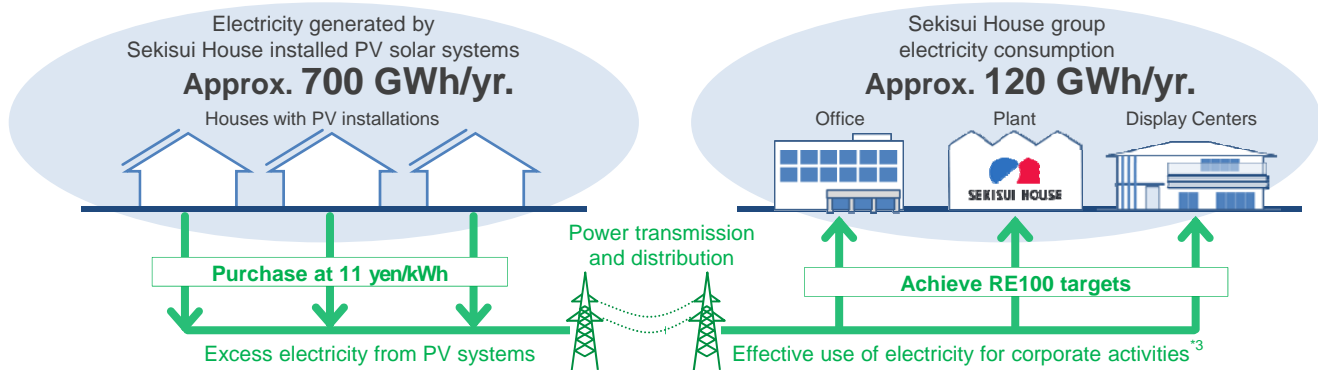 Electricity generated by
Sekisui House installed PV solar systems
Approx. 700 GWh/yr.
Houses with PV installations
Sekisui House group
electricity consumption
Approx. 120 GWh/yr.
Office
Plant
Display Centers
SEKISUI HOUSE
Purchase at 11 yen/kWh
Power transmission
and distribution
Achieve RE100 targets
Excess electricity from PV systems
Effective use of electricity for corporate activities*3